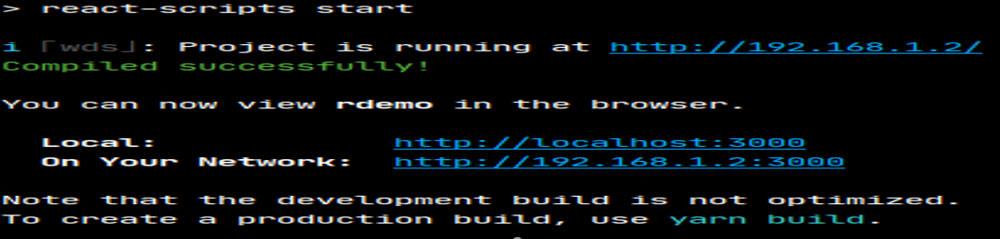 > react-scripts start
i ｢wds｣: Project is running at http://192.168.1.2/
Compiled successfully!
You can now view rdemo in the browser.
Local: http://localhost:3000
On Your Network: http://192.168.1.2:3000
Note that the development build is not optimized.
To create a production build, use yarn build.